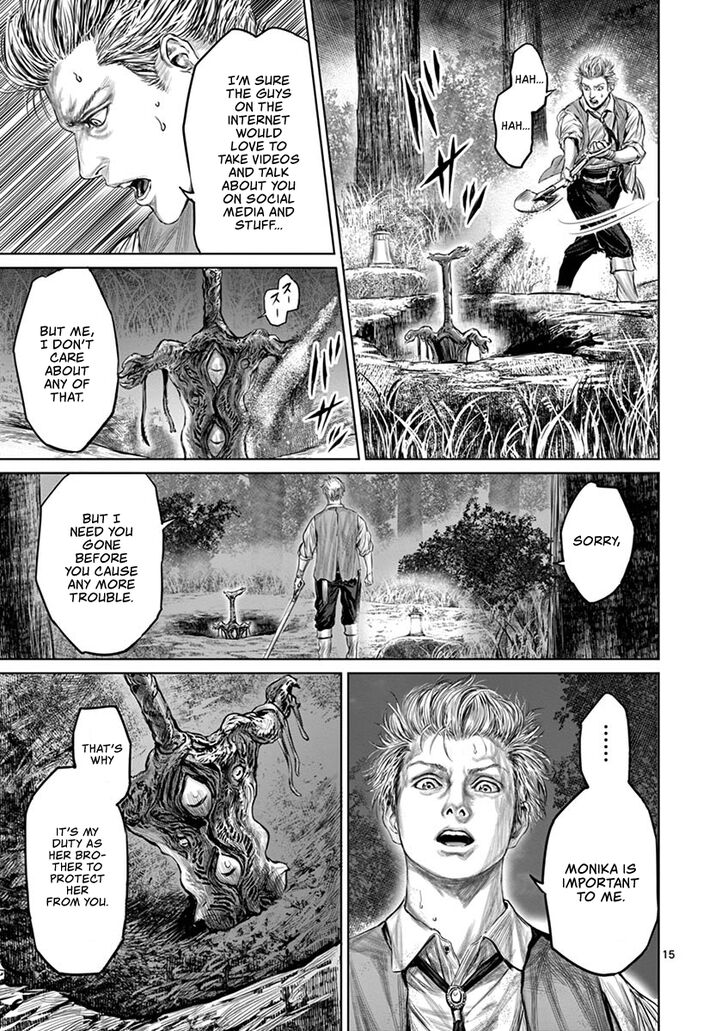 HAH...
HAH...
I'M SURE
THE GUYS
ON THE
INTERNET
WOULD
LOVE TO
TAKE VIDEOS
AND TALK
ABOUT YOU
ON SOCIAL
MEDIA AND
STUFF...
BUT ME,
I DON'T
CARE
ABOUT
ANY OF
THAT.
SORRY,
BUT I
NEED YOU
GONE
BEFORE
YOU CAUSE
ANY MORE
TROUBLE.
......
MONIKA IS
IMPORTANT
TO ME.
THAT'S
WHY
IT'S MY
DUTY AS
HER BRO-
THER TO
PROTECT
HER
FROM YOU.
15